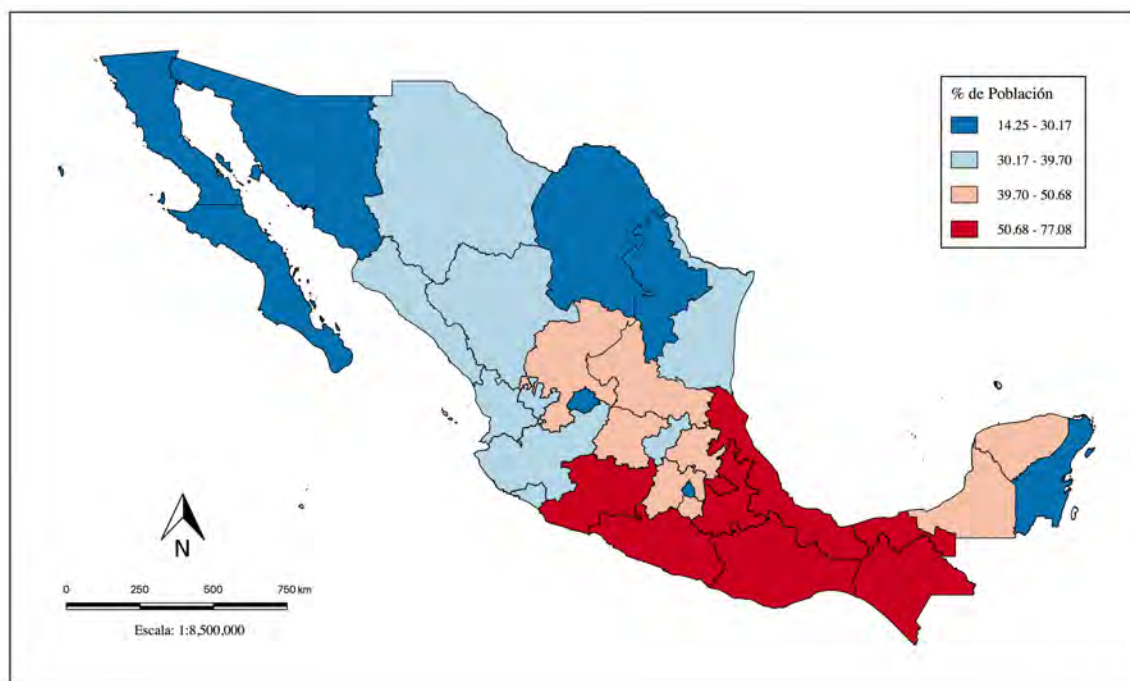 % de Población
14.25 - 30.17
30.17 - 39.70
39.70 - 50.68
50.68 - 77.08
N
0 250 500 750 km
Escala: 1:8,500,000